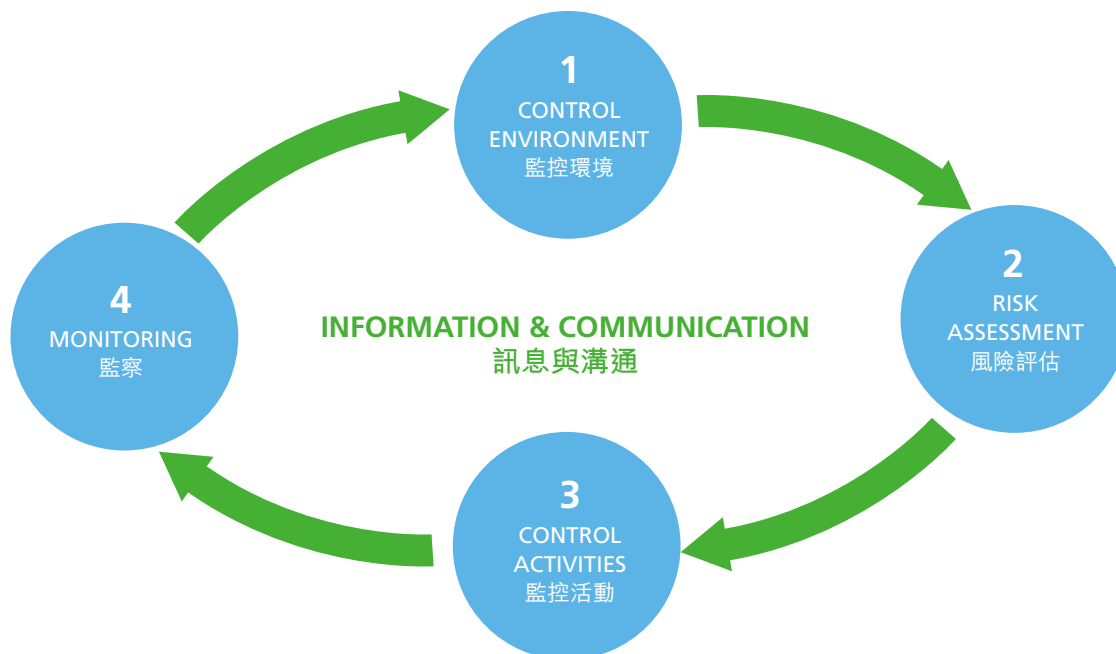 1
CONTROL
ENVIRONMENT
監控環境
2
RISK
ASSESSMENT
風險評估
4
MONITORING
監察
INFORMATION & COMMUNICATION
訊息與溝通
3
CONTROL
ACTIVITIES
監控活動